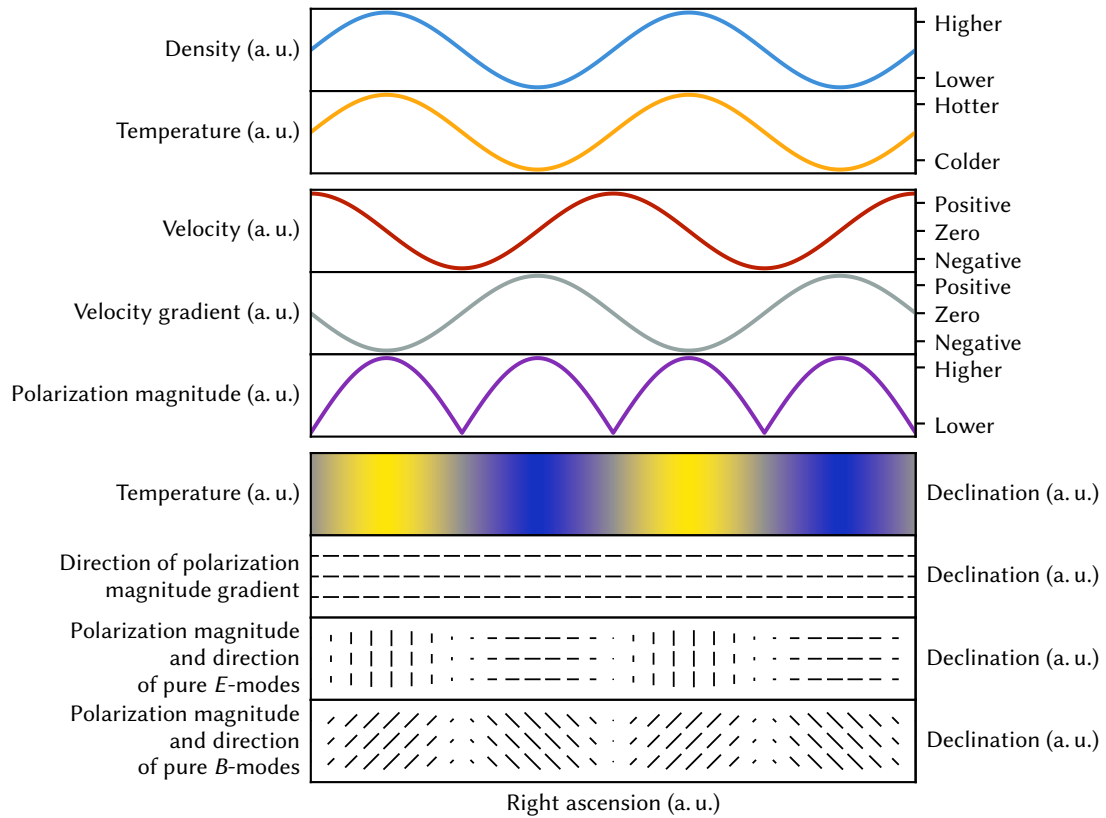 Density (a. u.)
Higher
Lower
Temperature (a. u.)
Hotter
Colder
Velocity (a. u.)
Positive
Zero
Negative
Velocity gradient (a. u.)
Positive
Zero
Negative
Polarization magnitude (a. u.)
Higher
Lower
Temperature (a. u.)
Declination (a. u.)
Direction of polarization
magnitude gradient
Declination (a. u.)
Polarization magnitude
and direction
of pure E-modes
Declination (a. u.)
Polarization magnitude
and direction
of pure B-modes
Declination (a. u.)
Right ascension (a. u.)